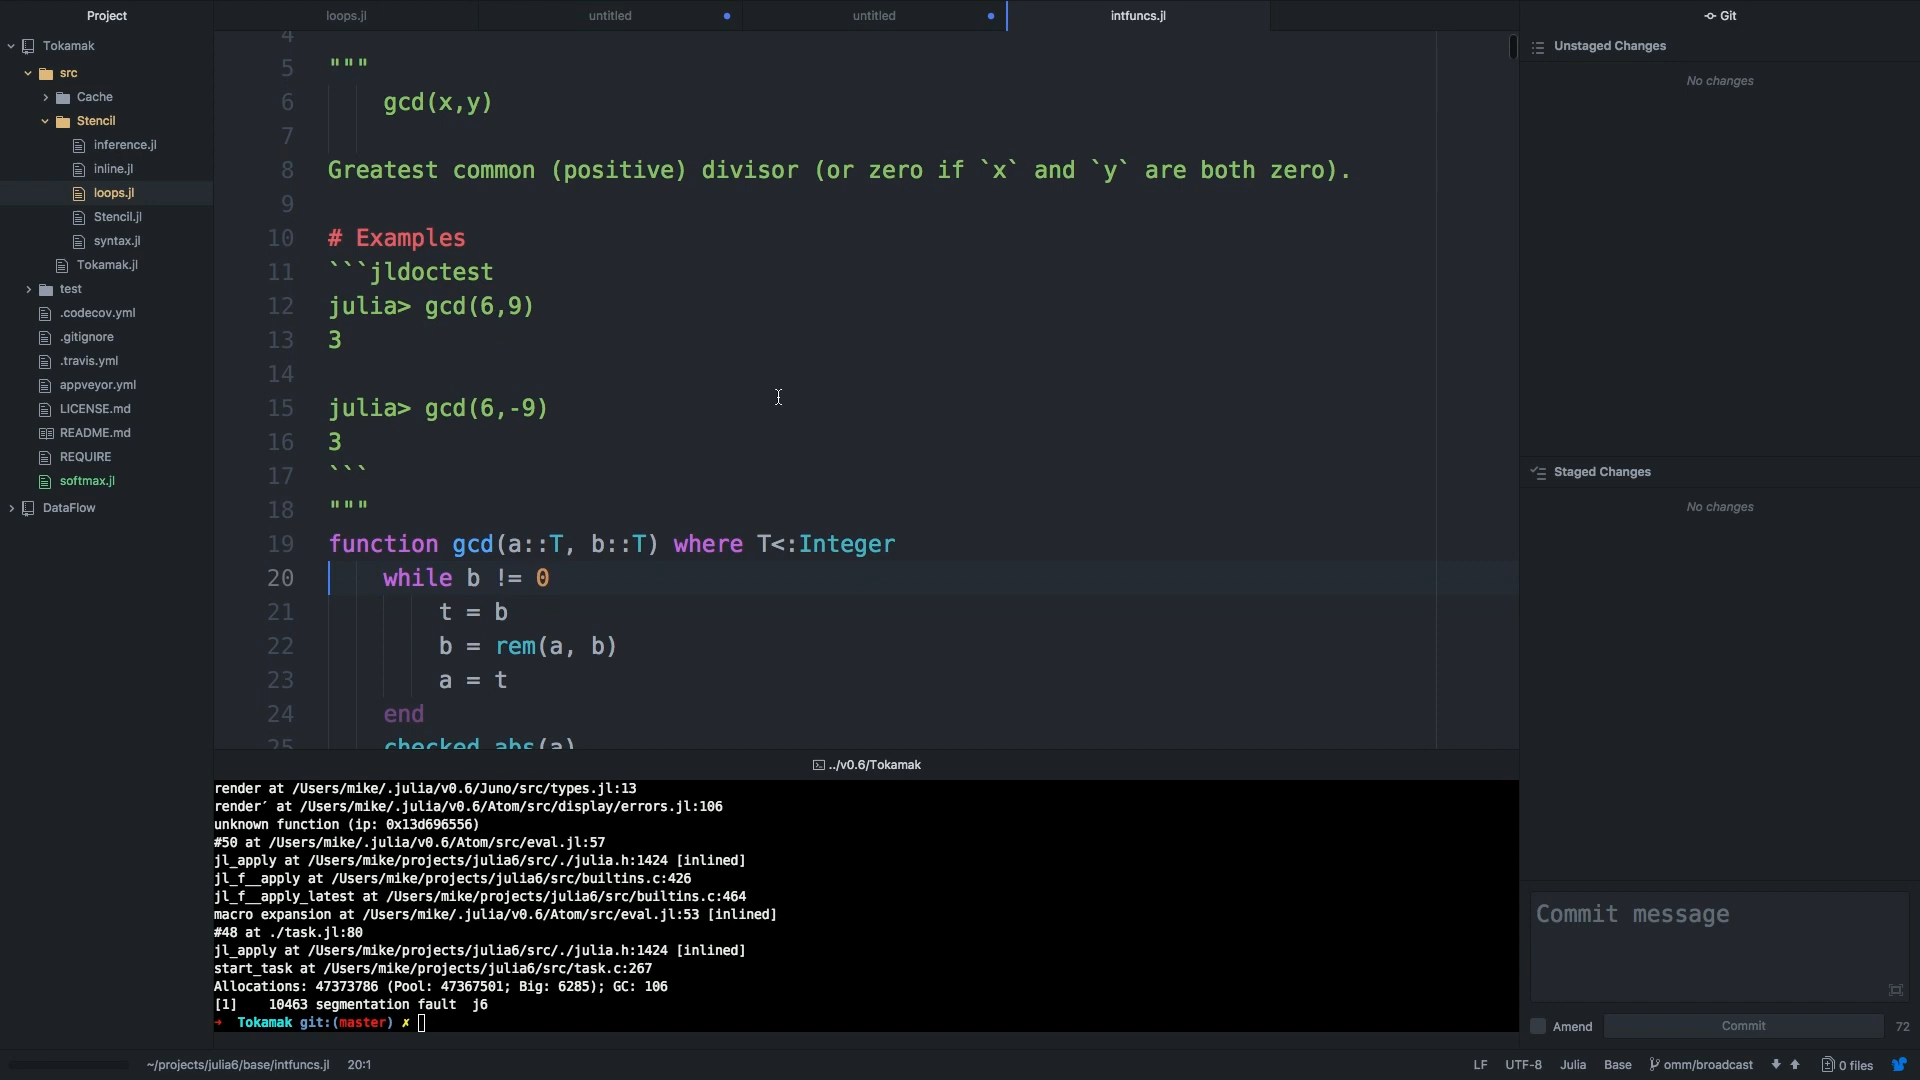 Project
loops.jl
untitled
untitled
intfuncs.jl
Git
Tokamak
src
Cache
Stencil
inference.jl
inline.jl
loops.jl
Stencil.jl
syntax.jl
Tokamak.jl
test
.codecov.yml
.gitignore
.travis.yml
appveyor.yml
LICENSE.md
README.md
REQUIRE
softmax.jl
DataFlow
4
5 """
6 gcd(x,y)
7
8 Greatest common (positive) divisor (or zero if `x` and `y` are both zero).
9
10 # Examples
11 ```jldoctest
12 julia> gcd(6,9)
13 3
14
15 julia> gcd(6,-9)
16 3
17 ```
18 """
19 function gcd(a::T, b::T) where T<:Integer
20 while b != 0
21 t = b
22 b = rem(a, b)
23 a = t
24 end
25 checked_abs(a)
../v0.6/Tokamak
render at /Users/mike/.julia/v0.6/Juno/src/types.jl:13
render´ at /Users/mike/.julia/v0.6/Atom/src/display/errors.jl:106
unknown function (ip: 0x13d696556)
#50 at /Users/mike/.julia/v0.6/Atom/src/eval.jl:57
jl_apply at /Users/mike/projects/julia6/src/./julia.h:1424 [inlined]
jl_f__apply at /Users/mike/projects/julia6/src/builtins.c:426
jl_f__apply_latest at /Users/mike/projects/julia6/src/builtins.c:464
macro expansion at /Users/mike/.julia/v0.6/Atom/src/eval.jl:53 [inlined]
#48 at ./task.jl:80
jl_apply at /Users/mike/projects/julia6/src/./julia.h:1424 [inlined]
start_task at /Users/mike/projects/julia6/src/task.c:267
Allocations: 47373786 (Pool: 47367501; Big: 6285); GC: 106
[1] 10463 segmentation fault j6
➜ Tokamak git:(master) ✗
Unstaged Changes
No changes
Staged Changes
No changes
Commit message
Amend
Commit
72
~/projects/julia6/base/intfuncs.jl 20:1
LF UTF-8 Julia Base omm/broadcast 0 files